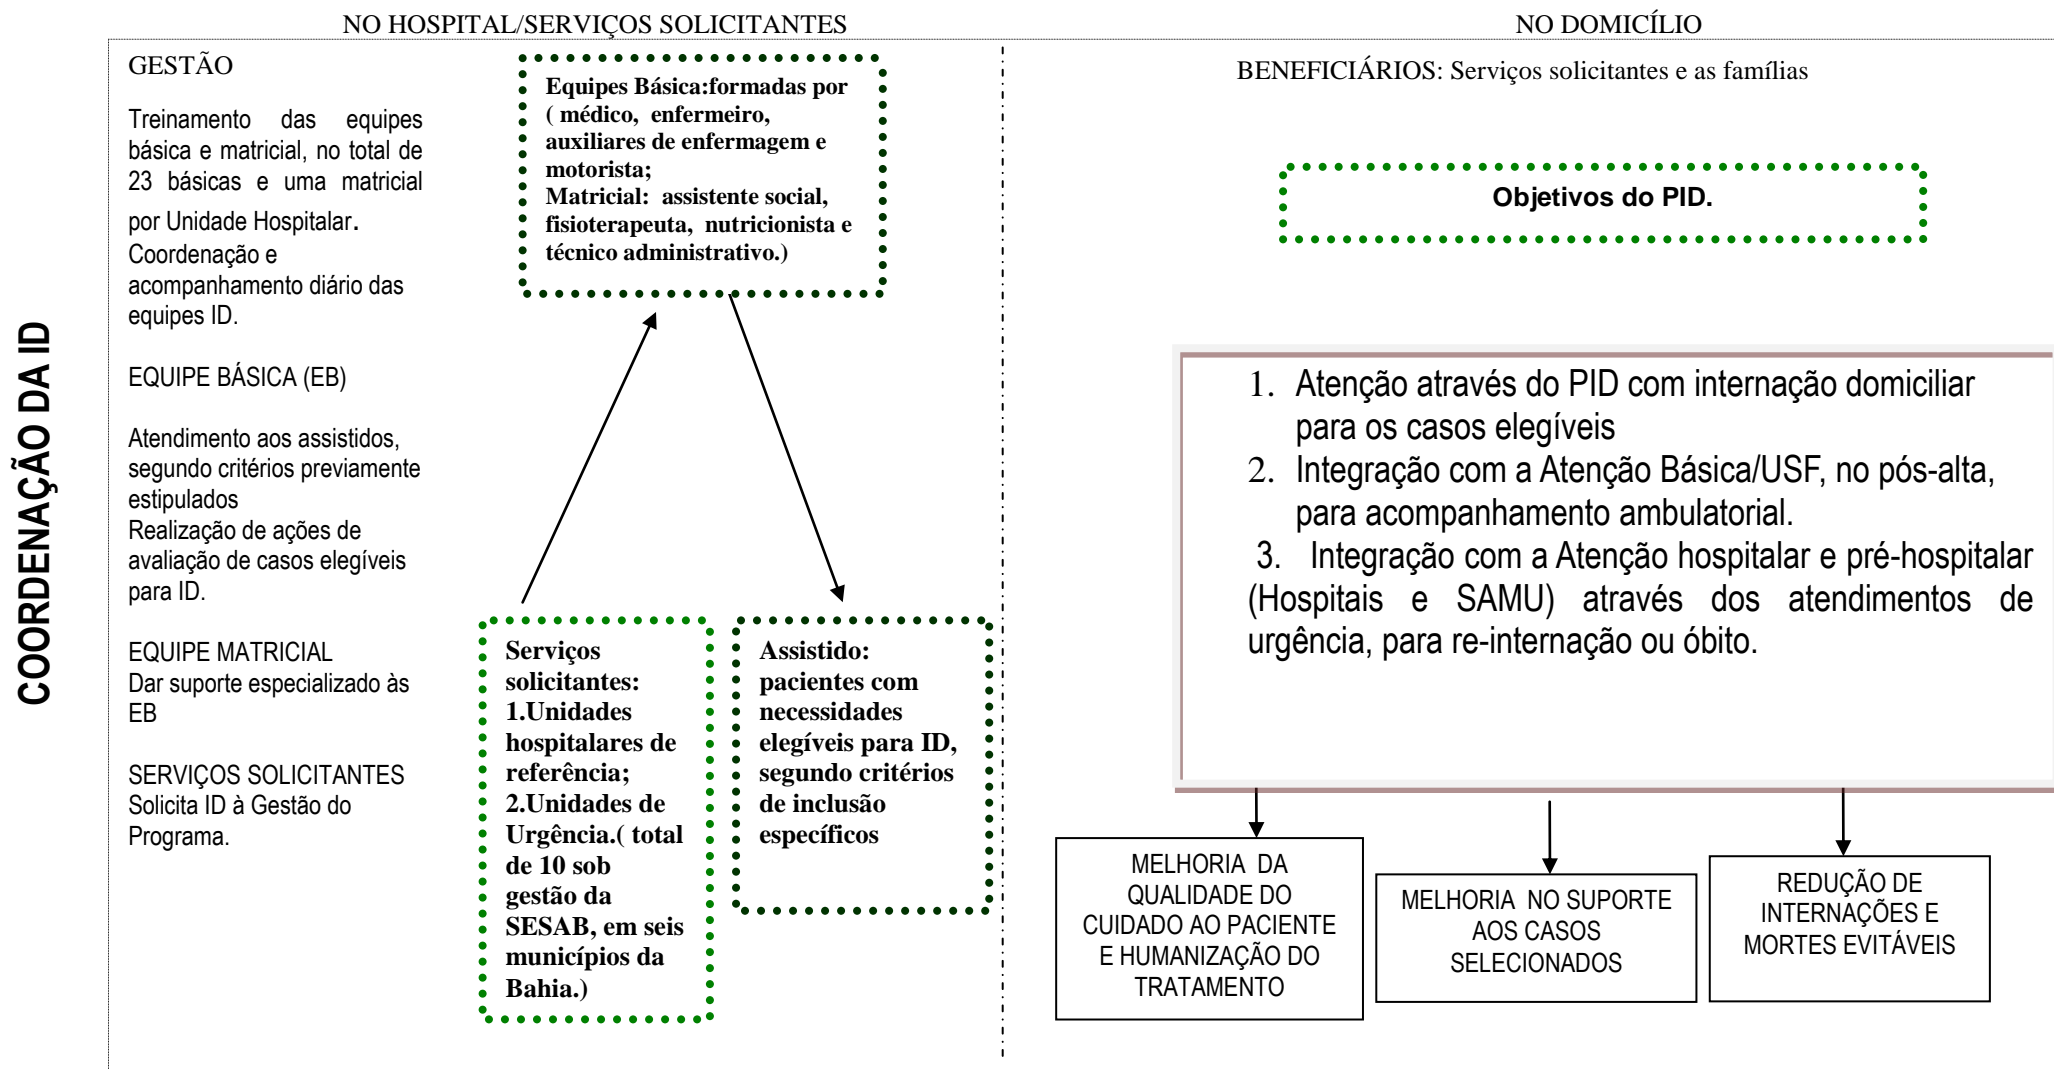 NO HOSPITAL/SERVIÇOS SOLICITANTES
NO DOMICÍLIO
COORDENAÇÃO DA ID
GESTÃO
Treinamento das equipes
básica e matricial, no total de
23 básicas e uma matricial
por Unidade Hospitalar.
Coordenação e
acompanhamento diário das
equipes ID.
EQUIPE BÁSICA (EB)
Atendimento aos assistidos,
segundo critérios previamente
estipulados
Realização de ações de
avaliação de casos elegíveis
para ID.
EQUIPE MATRICIAL
Dar suporte especializado às
EB
SERVIÇOS SOLICITANTES
Solicita ID à Gestão do
Programa.
Equipes Básica:formadas por
( médico, enfermeiro,
auxiliares de enfermagem e
motorista;
Matricial: assistente social,
fisioterapeuta, nutricionista e
técnico administrativo.)
Serviços
solicitantes:
1.Unidades
hospitalares de
referência;
2.Unidades de
Urgência.( total
de 10 sob
gestão da
SESAB, em seis
municípios da
Bahia.)
Assistido:
pacientes com
necessidades
elegíveis para ID,
segundo critérios
de inclusão
específicos
BENEFICIÁRIOS: Serviços solicitantes e as famílias
Objetivos do PID.
1. Atenção através do PID com internação domiciliar
para os casos elegíveis
2. Integração com a Atenção Básica/USF, no pós-alta,
para acompanhamento ambulatorial.
3. Integração com a Atenção hospitalar e pré-hospitalar
(Hospitais e SAMU) através dos atendimentos de
urgência, para re-internação ou óbito.
MELHORIA DA
QUALIDADE DO
CUIDADO AO PACIENTE
E HUMANIZAÇÃO DO
TRATAMENTO
MELHORIA NO SUPORTE
AOS CASOS
SELECIONADOS
REDUÇÃO DE
INTERNAÇÕES E
MORTES EVITÁVEIS